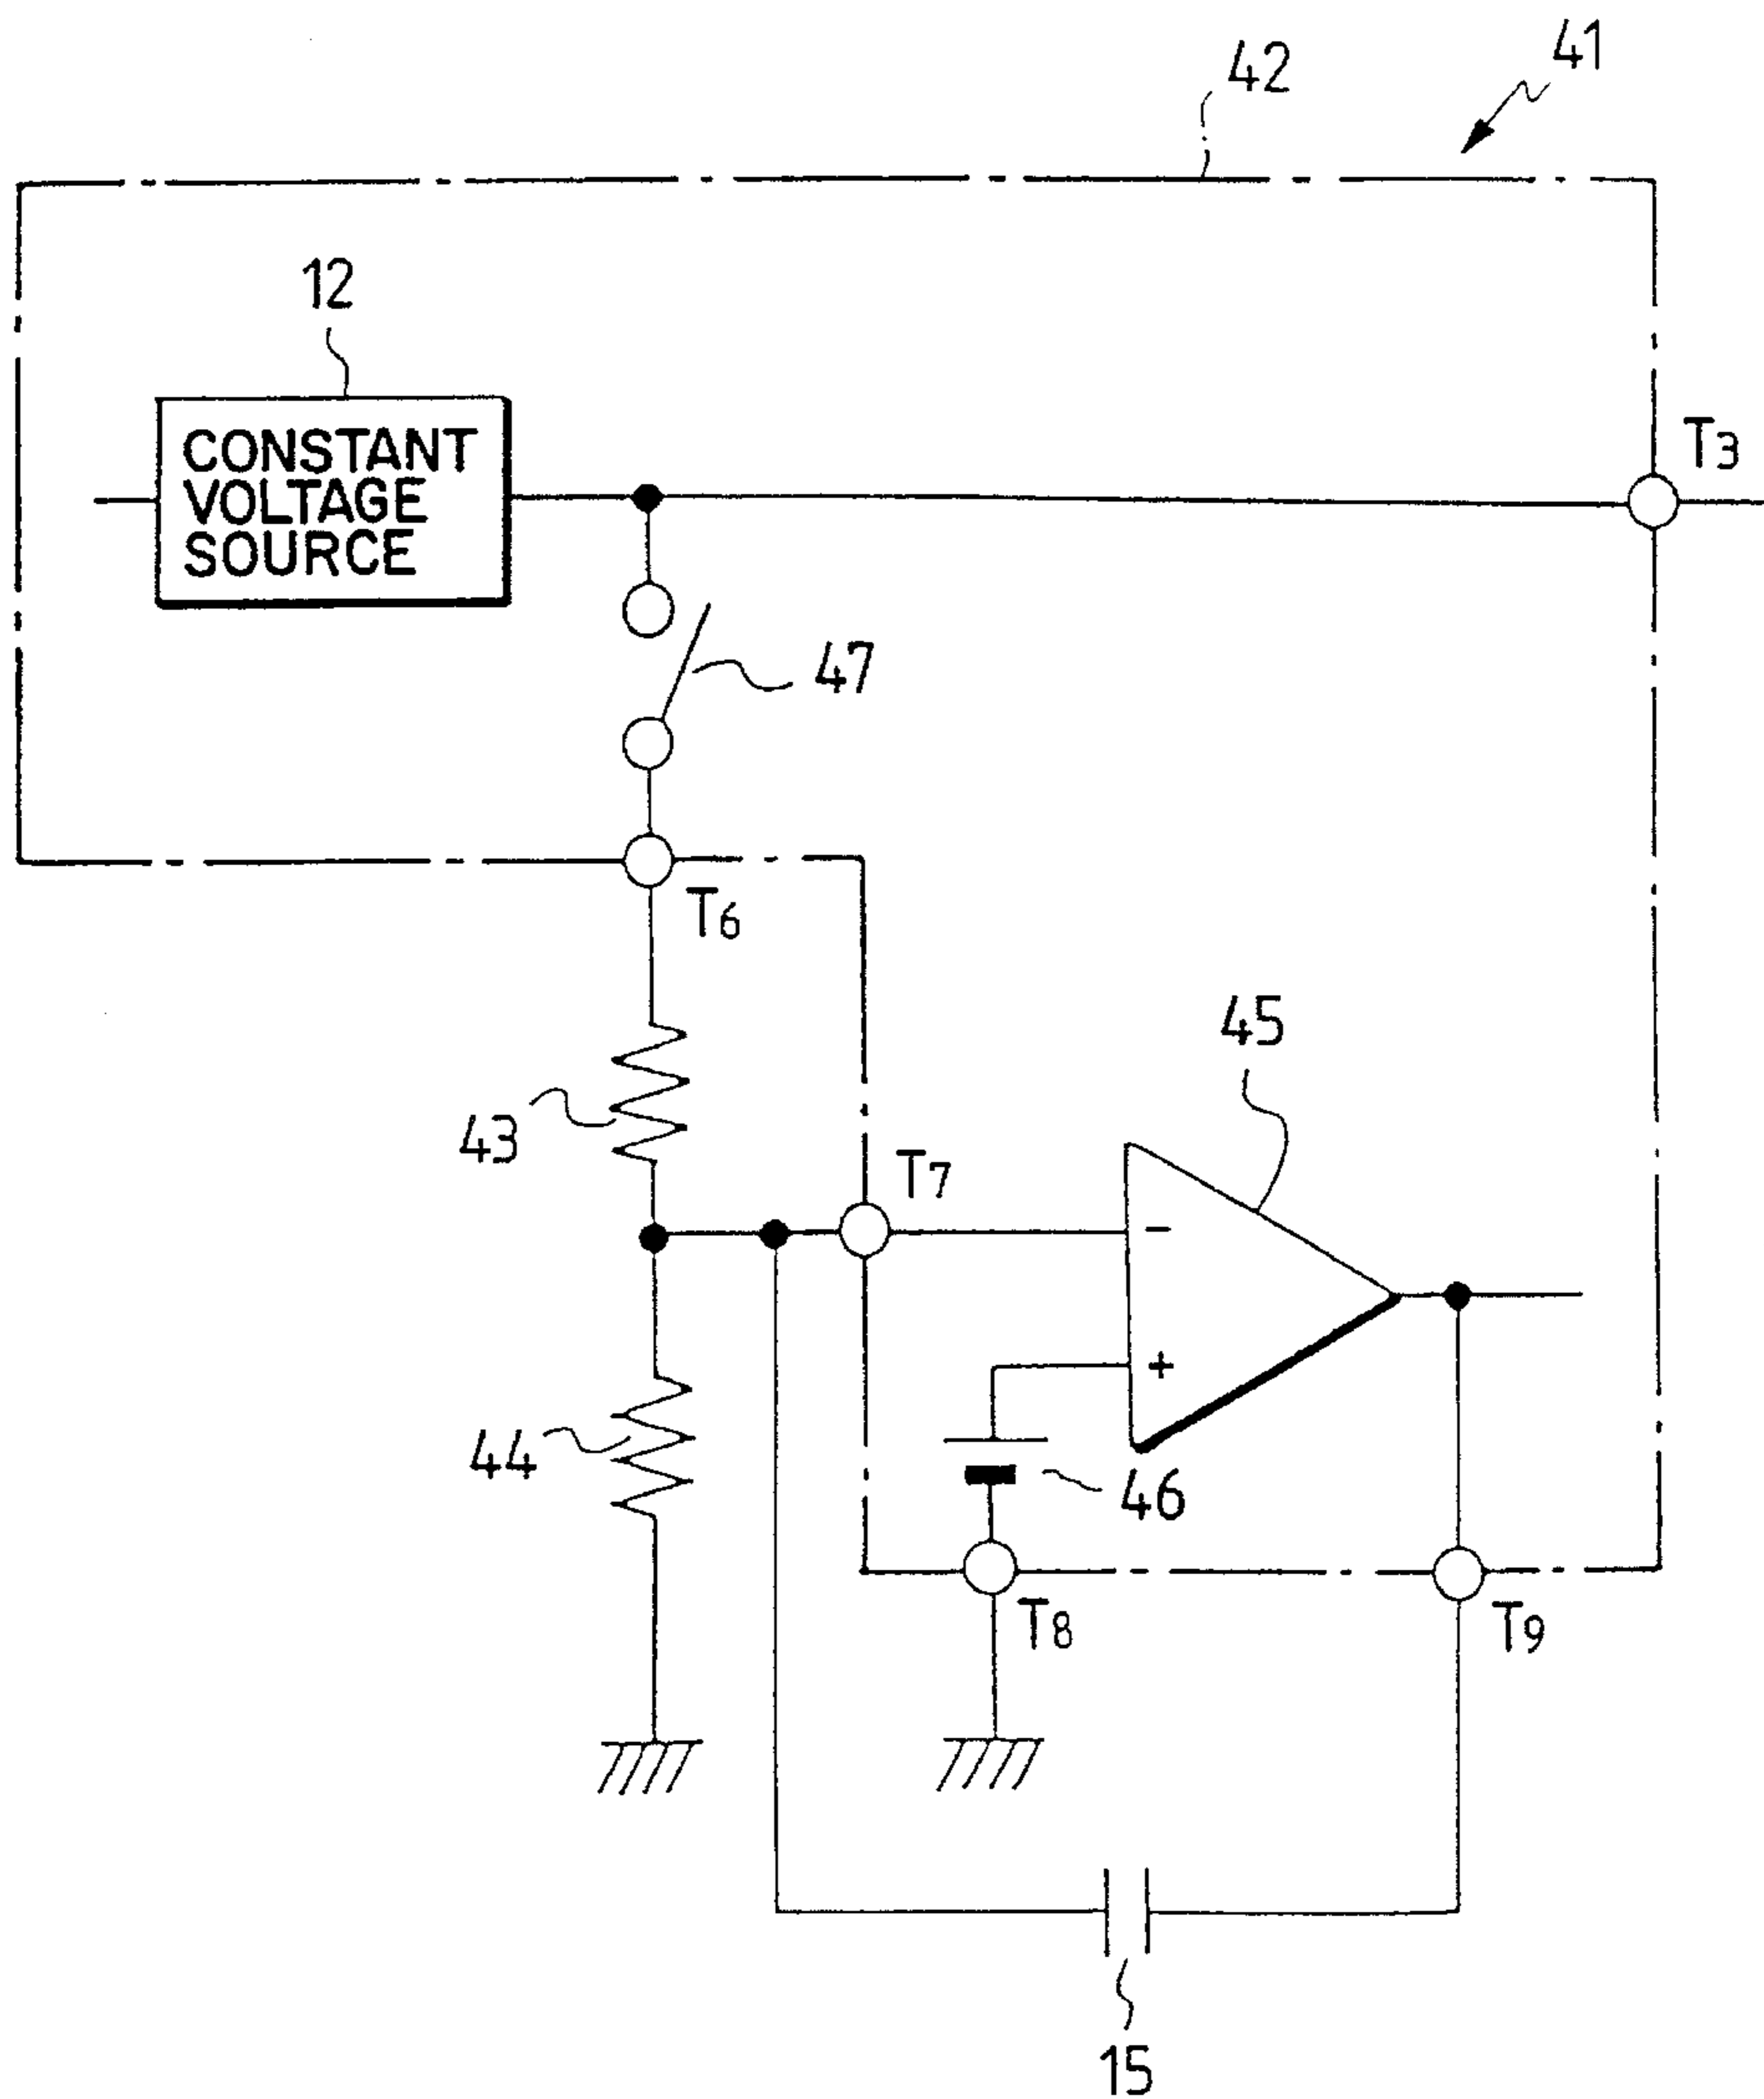 41
42
12
CONSTANT
VOLTAGE
SOURCE
T3
47
T6
45
43
T7
-
+
44
46
T8
T9
15